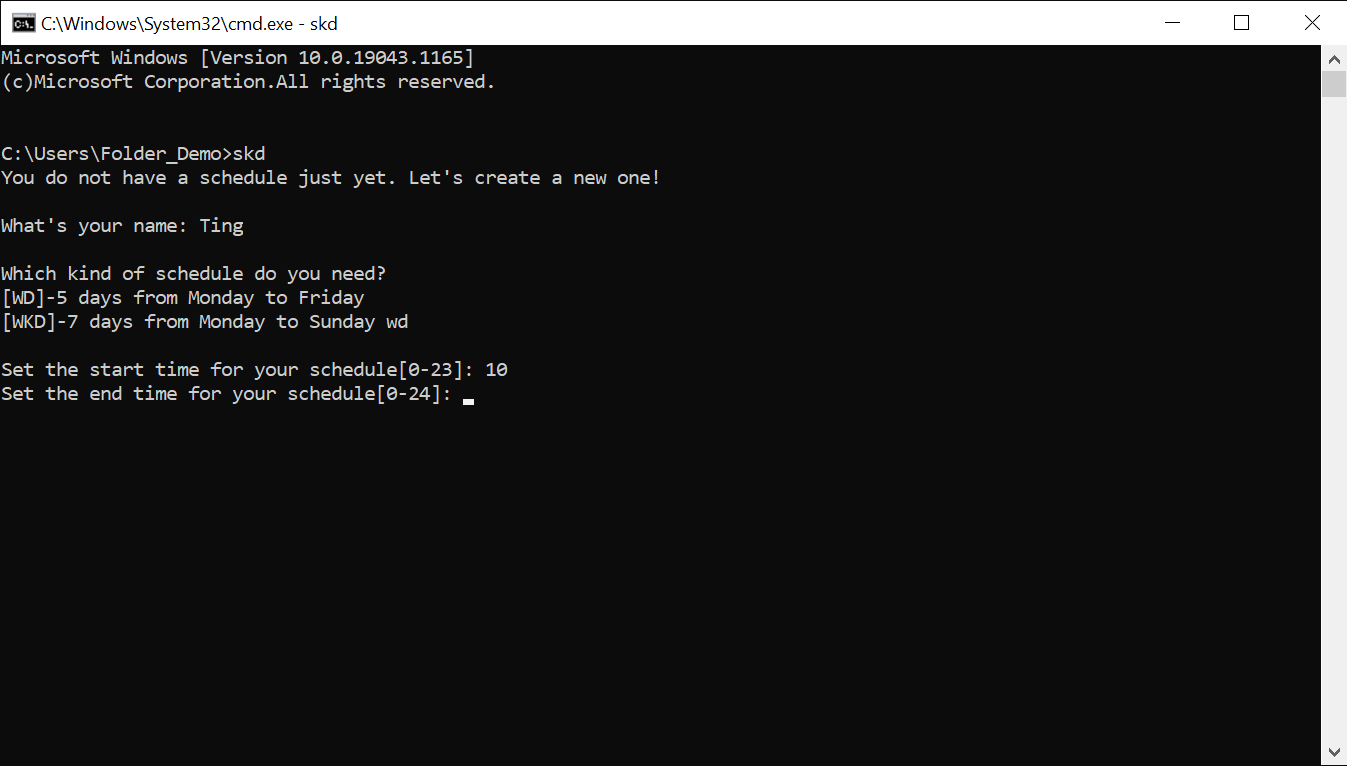 C:\Windows\System32\cmd.exe - skd
Microsoft Windows [Version 10.0.19043.1165]
(c)Microsoft Corporation.All rights reserved.
C:\Users\Folder_Demo>skd
You do not have a schedule just yet. Let's create a new one!
What's your name: Ting
Which kind of schedule do you need?
[WD]-5 days from Monday to Friday
[WKD]-7 days from Monday to Sunday wd
Set the start time for your schedule[0-23]: 10
Set the end time for your schedule[0-24]: